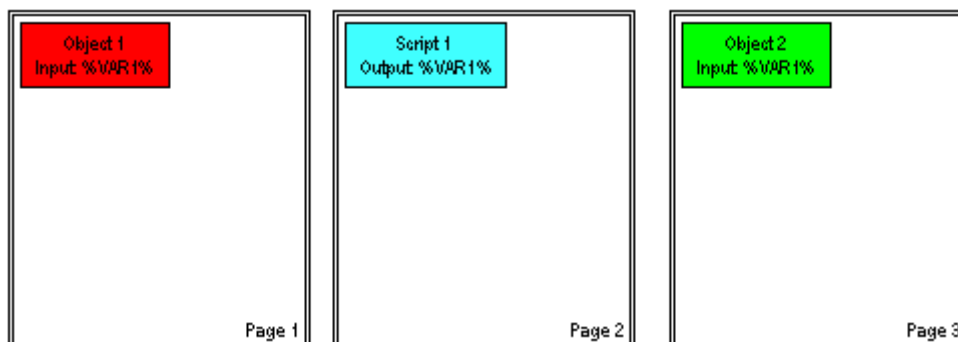 Object 1
Input: %VAR1%
Page 1
Script 1
Output: %VAR1%
Page 2
Object 2
Input: %VAR1%
Page 3